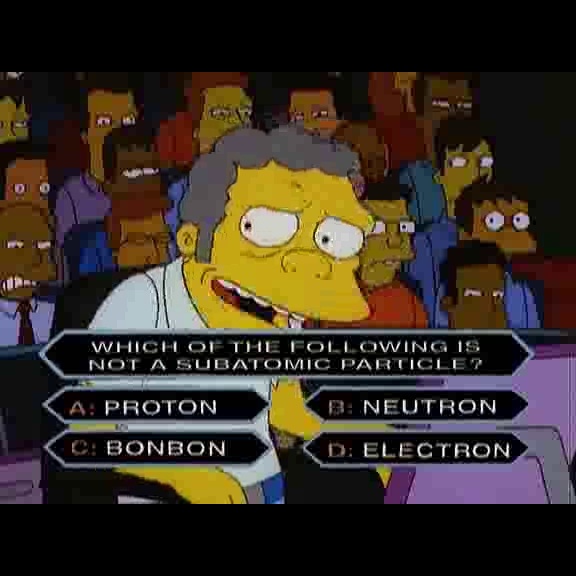 WHICH OF THE FOLLOWING IS
NOT A SUBATOMIC PARTICLE?
A: PROTON
B: NEUTRON
C: BONBON
D: ELECTRON